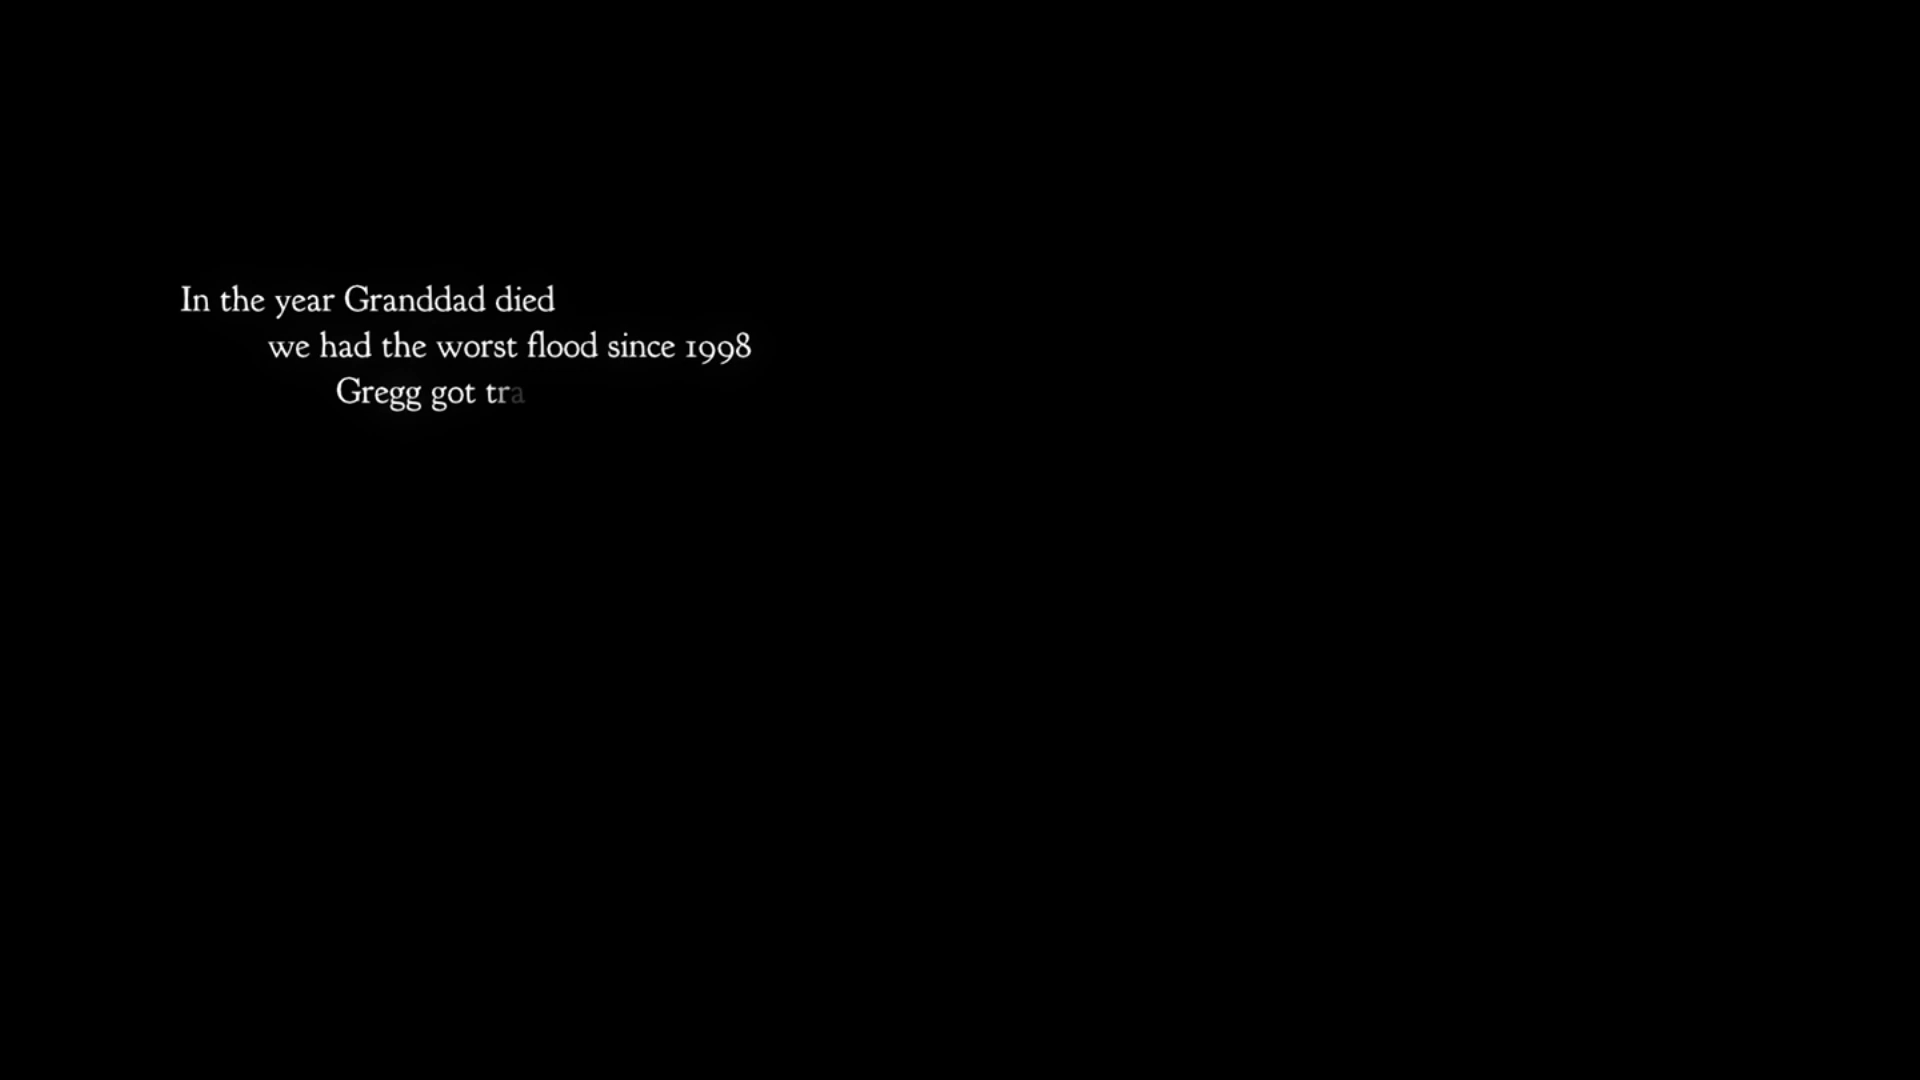 In the year Granddad died
we had the worst flood since 1998
Gregg got tra